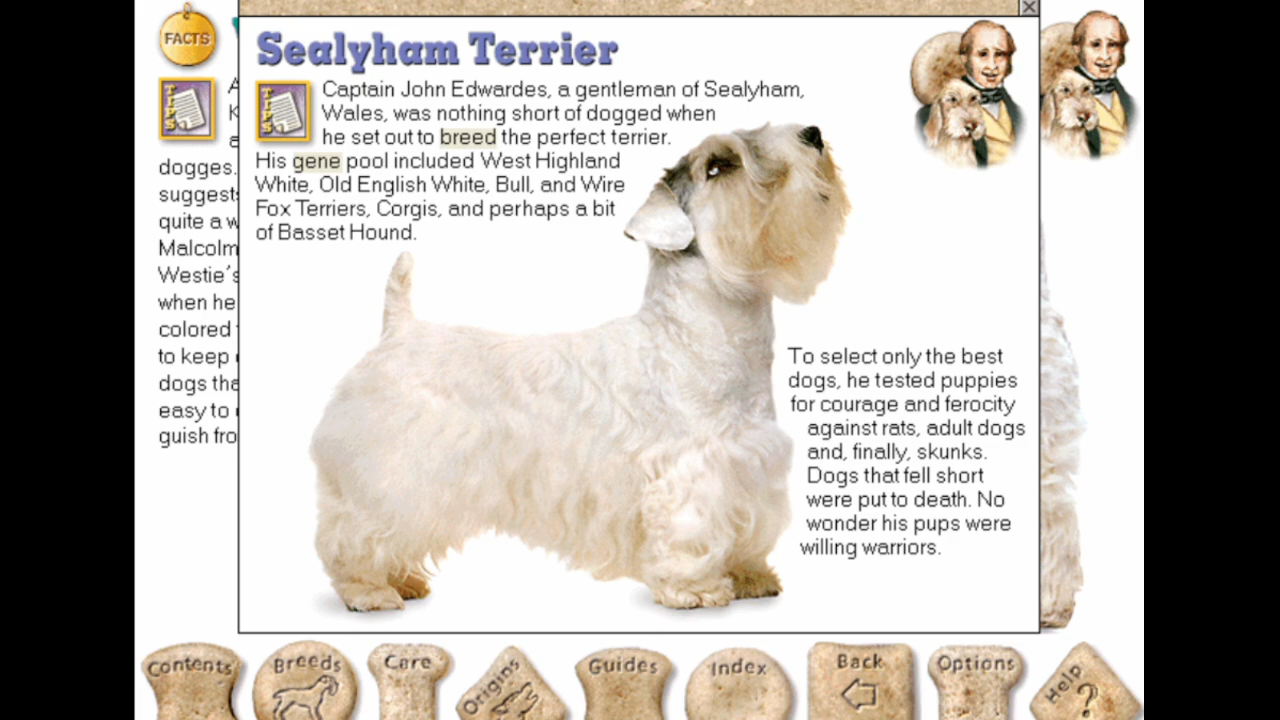 FACTS
Sealyham Terrier
TIPS
Captain John Edwardes, a gentleman of Sealyham,
Wales, was nothing short of dogged when
he set out to breed the perfect terrier.
His gene pool included West Highland
White, Old English White, Bull, and Wire
Fox Terriers, Corgis, and perhaps a bit
of Basset Hound.
To select only the best
dogs, he tested puppies
for courage and ferocity
against rats, adult dogs
and, finally, skunks.
Dogs that fell short
were put to death. No
wonder his pups were
willing warriors.
TIPS
dogges.
suggest
quite a w
Malcolm
Westie's
when he
colored
to keep
dogs tha
easy to
guish fro
Contents
Breeds
Care
Origins
Guides
Index
Back
Options
Help
?